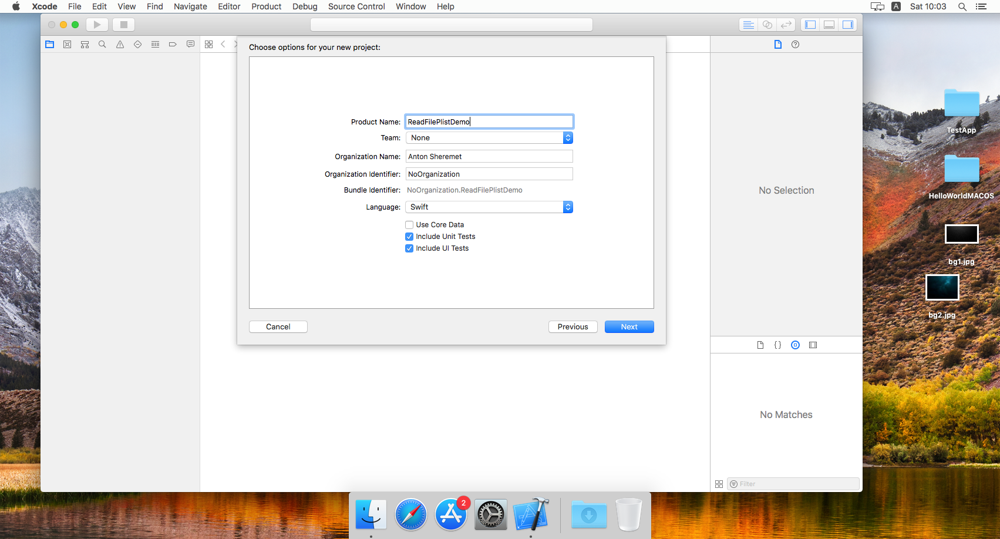 Xcode File Edit View Find Navigate Editor Product Debug Source Control Window Help A Sat 10:03
Choose options for your new project:
Product Name: ReadFilePlistDemo
Team: None
Organization Name: Anton Sheremet
Organization Identifier: NoOrganization
Bundle Identifier: NoOrganization.ReadFilePlistDemo
Language: Swift
Use Core Data
Include Unit Tests
Include UI Tests
Cancel Previous Next
No Selection
{}
No Matches
Filter
TestApp
HelloWorldMACOS
bg1.jpg
bg2.jpg
2